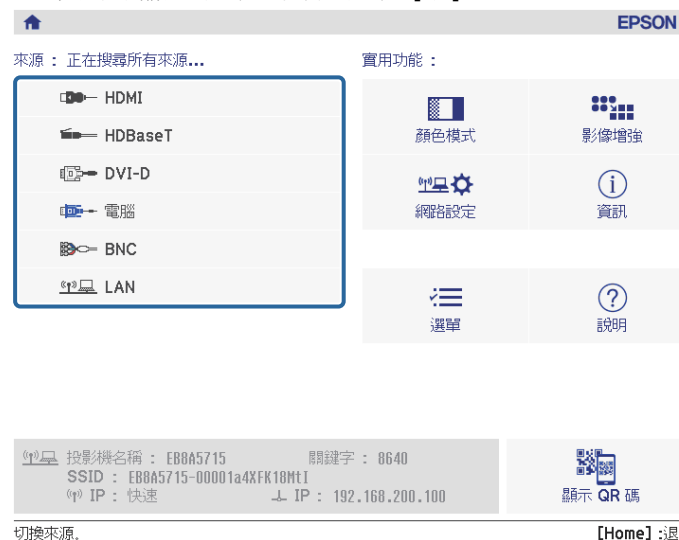 EPSON
來源 : 正在搜尋所有來源...
實用功能 :
HDMI
HDBaseT
DVI-D
電腦
BNC
LAN
顏色模式
影像增強
網路設定
資訊
選單
說明
投影機名稱 : EB8A5715
關鍵字 : 8640
SSID : EB8A5715-00001a4XFK18MtI
IP : 快速
IP : 192.168.200.100
顯示 QR 碼
切換來源.
[Home] :退